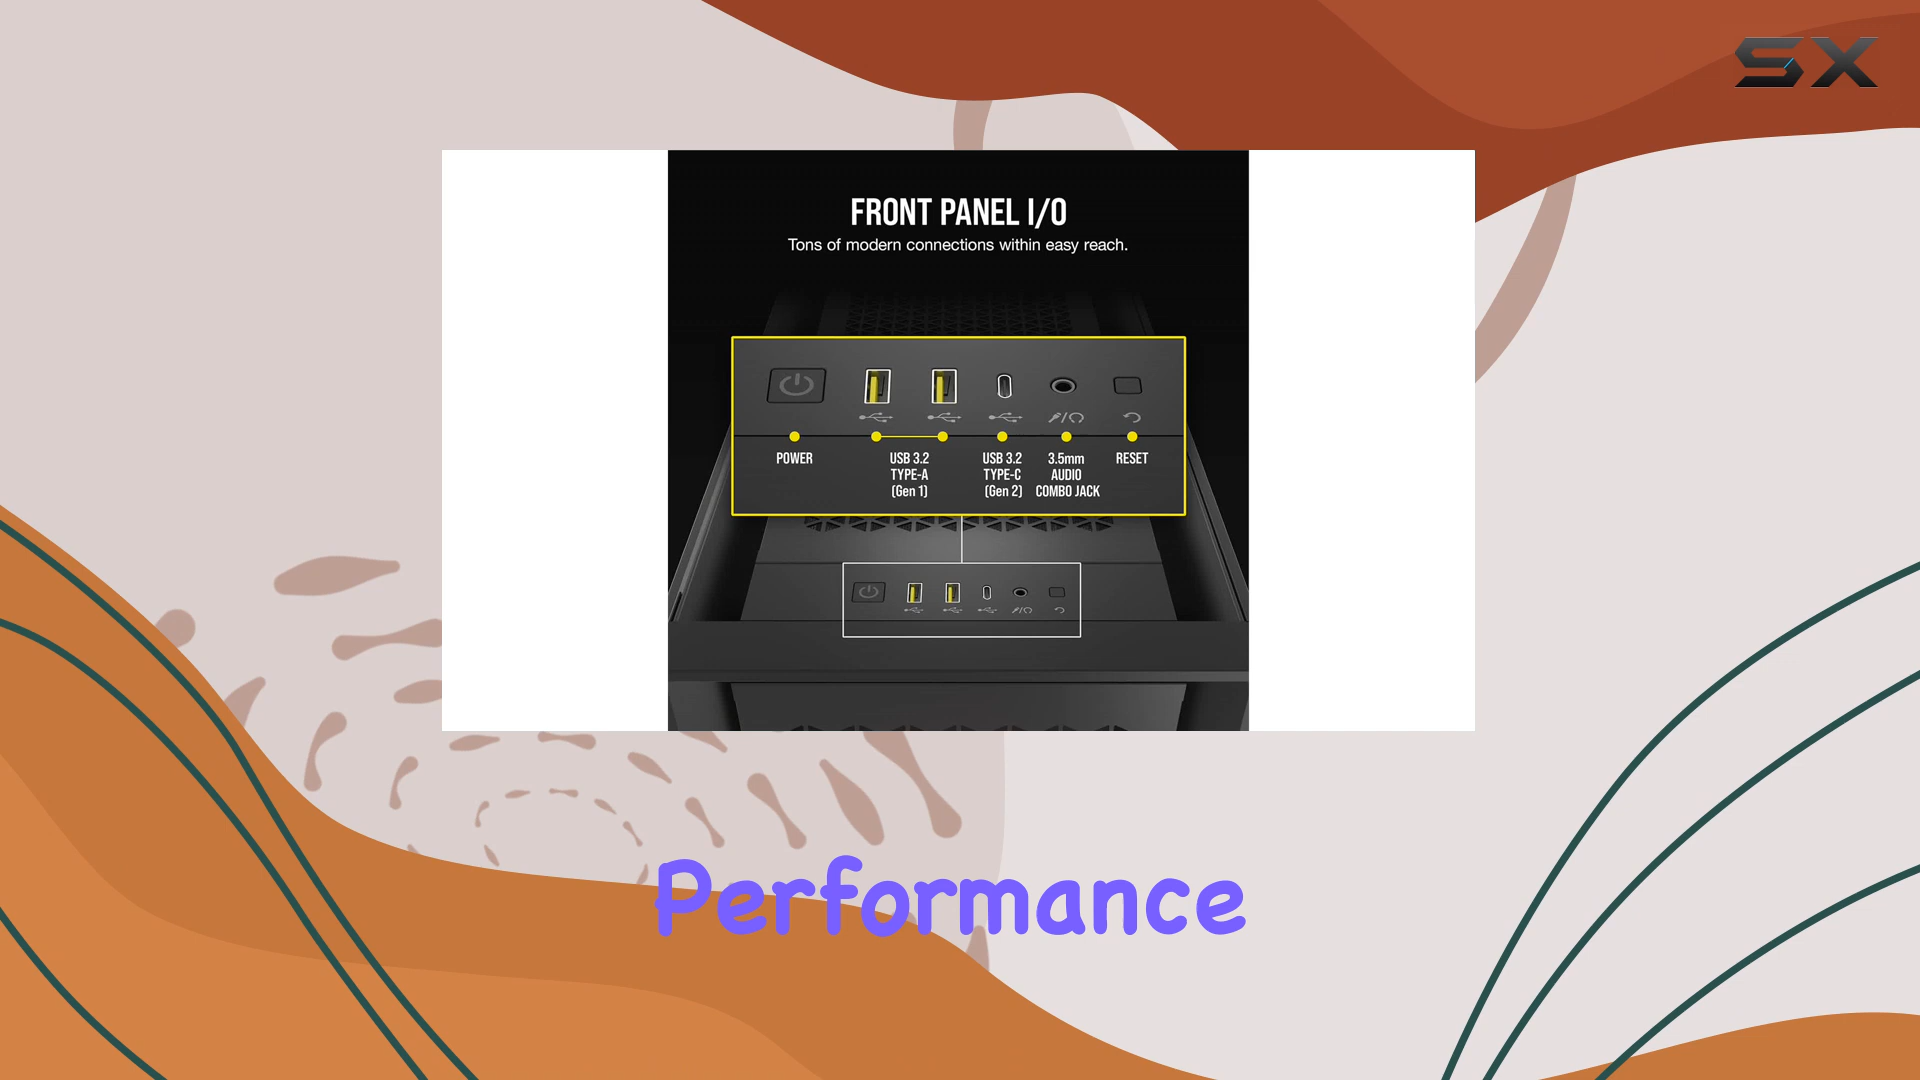 SX
FRONT PANEL I/O
Tons of modern connections within easy reach.
POWER
USB 3.2
TYPE-A
(Gen 1)
USB 3.2
TYPE-C
(Gen 2)
3.5mm
AUDIO
COMBO JACK
RESET
Performance